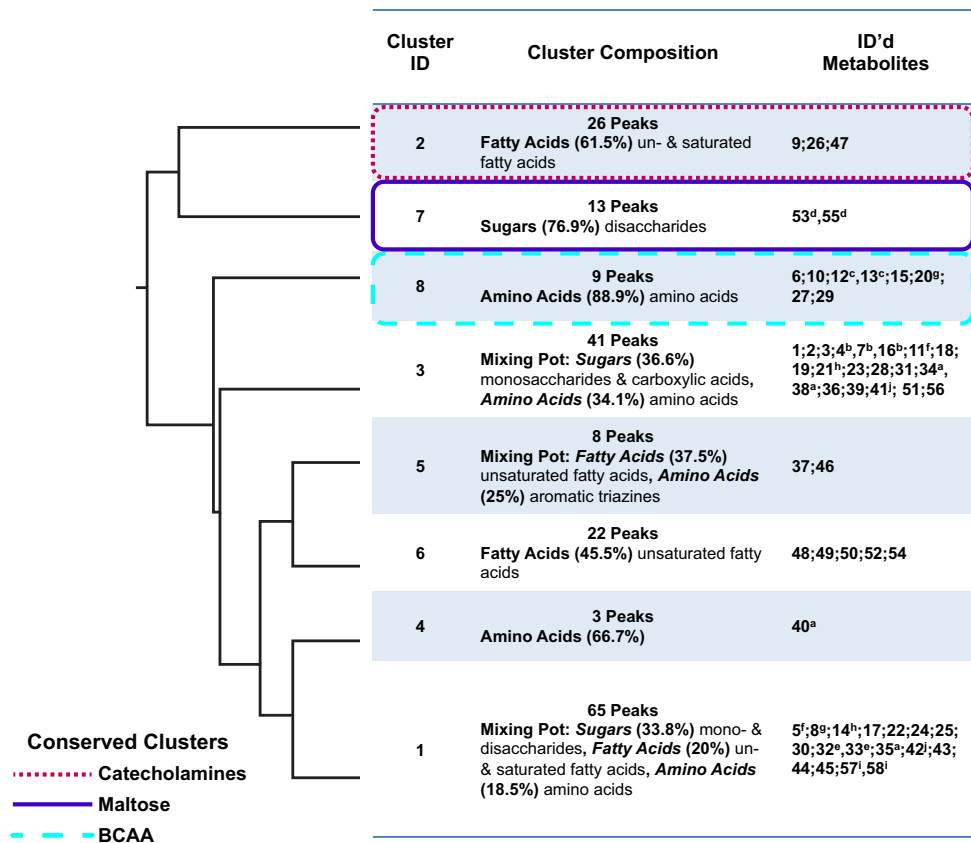 Cluster ID
Cluster Composition
ID’d Metabolites
2
26 Peaks
Fatty Acids (61.5%) un- & saturated
fatty acids
9;26;47
7
13 Peaks
Sugars (76.9%) disaccharides
53ᵈ,55ᵈ
8
9 Peaks
Amino Acids (88.9%) amino acids
6;10;12ᶜ,13ᶜ;15;20ᵍ;
27;29
3
41 Peaks
Mixing Pot: Sugars (36.6%)
monosaccharides & carboxylic acids,
Amino Acids (34.1%) amino acids
1;2;3;4ᵇ,7ᵇ,16ᵇ;11ᶠ;18;
19;21ʰ;23;28;31;34ᵃ,
38ᵃ;36;39;41ʲ; 51;56
5
8 Peaks
Mixing Pot: Fatty Acids (37.5%)
unsaturated fatty acids, Amino Acids
(25%) aromatic triazines
37;46
6
22 Peaks
Fatty Acids (45.5%) unsaturated fatty
acids
48;49;50;52;54
4
3 Peaks
Amino Acids (66.7%)
40ᵃ
1
65 Peaks
Mixing Pot: Sugars (33.8%) mono- &
disaccharides, Fatty Acids (20%) un-
& saturated fatty acids, Amino Acids
(18.5%) amino acids
5ᶠ;8ᵍ;14ʰ;17;22;24;25;
30;32ᵉ,33ᵉ;35ᵃ;42ʲ;43;
44;45;57ⁱ,58ⁱ
Conserved Clusters
Catecholamines
Maltose
BCAA